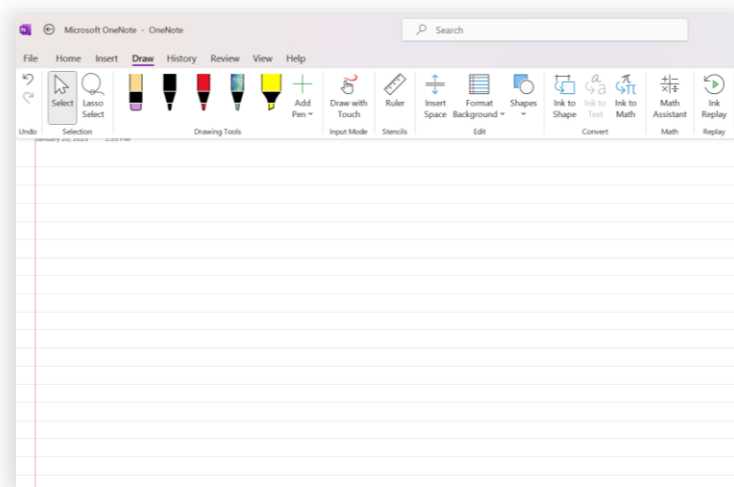 Microsoft OneNote - OneNote
Search
File Home Insert Draw History Review View Help
Select Lasso Select Add Pen Draw with Touch Ruler Insert Space Format Background Shapes Ink to Shape Ink to Text Ink to Math Math Assistant Ink Replay
Undo Selection Drawing Tools Input Mode Stencils Edit Convert Math Replay